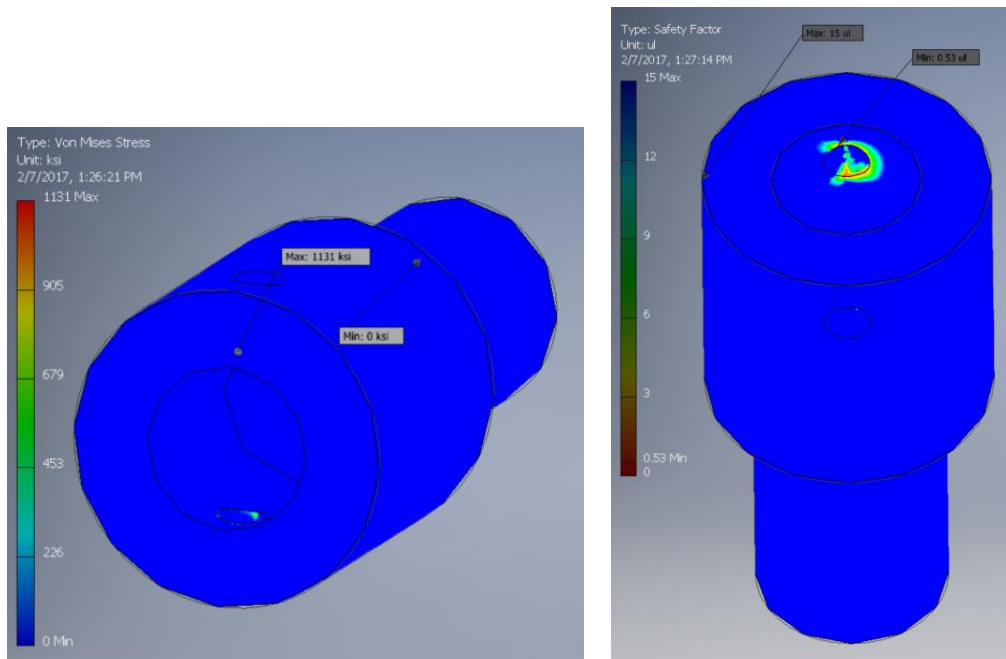 Type: Von Mises Stress
Unit: ksi
2/7/2017, 1:26:21 PM
1131 Max
905
679
453
226
0 Min
Max: 1131 ksi
Min: 0 ksi
Type: Safety Factor
Unit: ul
2/7/2017, 1:27:14 PM
15 Max
12
9
6
3
0.53 Min
0
Max: 15 ul
Min: 0.53 ul